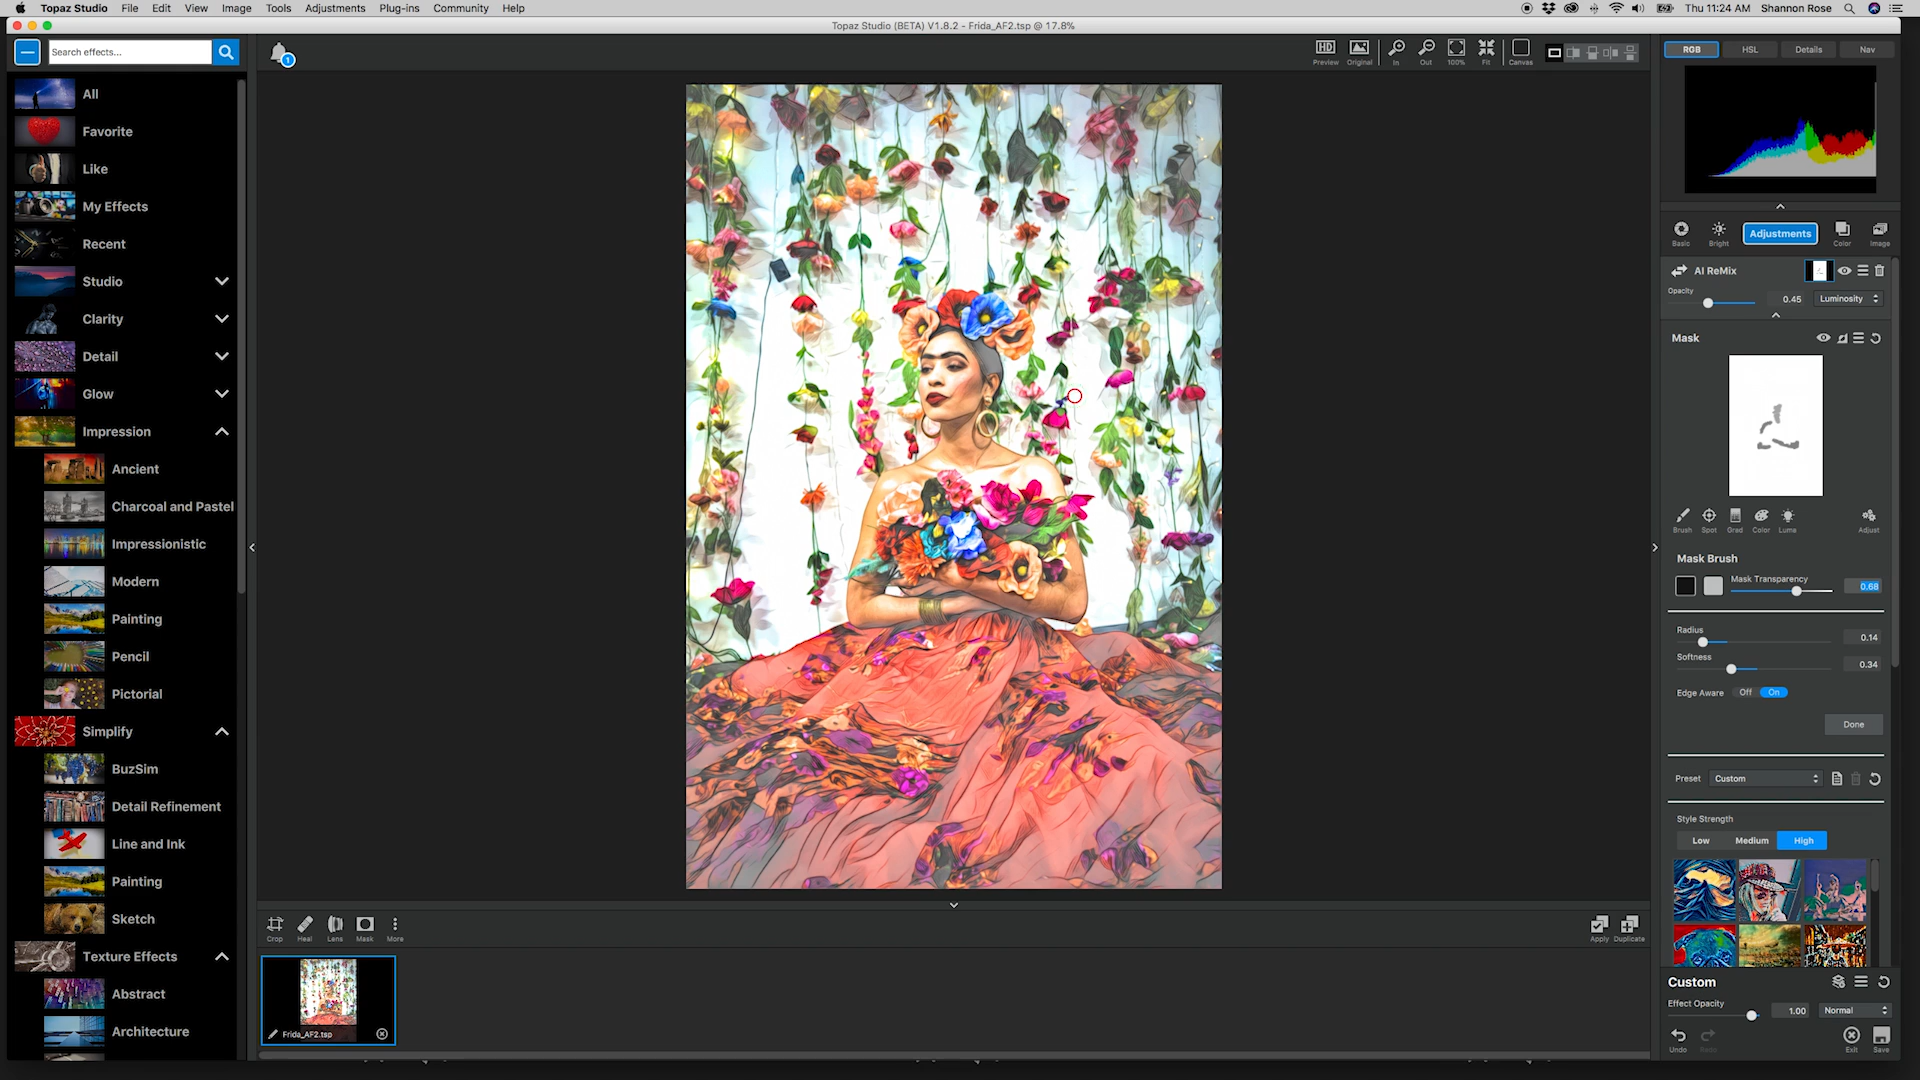 Topaz Studio File Edit View Image Tools Adjustments Plug-ins Community Help
Thu 11:24 AM Shannon Rose
Topaz Studio (BETA) V1.8.2 - Frida_AF2.tsp @ 17.8%
Search effects...
All
Favorite
Like
My Effects
Recent
Studio
Clarity
Detail
Glow
Impression
Ancient
Charcoal and Pastel
Impressionistic
Modern
Painting
Pencil
Pictorial
Simplify
BuzSim
Detail Refinement
Line and Ink
Painting
Sketch
Texture Effects
Abstract
Architecture
1
HD
Preview Original In Out 100% Fit Canvas
Crop Heal Lens Mask More
Apply Duplicate
Frida_AF2.tsp
RGB HSL Details Nav
Basic Bright Adjustments Color Image
AI ReMix
Opacity
0.45 Luminosity
Mask
Brush Spot Grad Color Luma Adjust
Mask Brush
Mask Transparency
0.68
Radius
0.14
Softness
0.34
Edge Aware Off On
Done
Preset Custom
Style Strength
Low Medium High
Custom
Effect Opacity
1.00 Normal
Undo Redo Exit Save